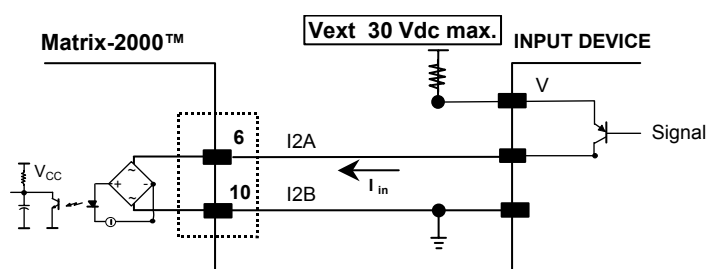 Matrix-2000™
Vext 30 Vdc max.
INPUT DEVICE
V
Signal
6
I2A
I in
10
I2B
VCC
+
-
~
~
I